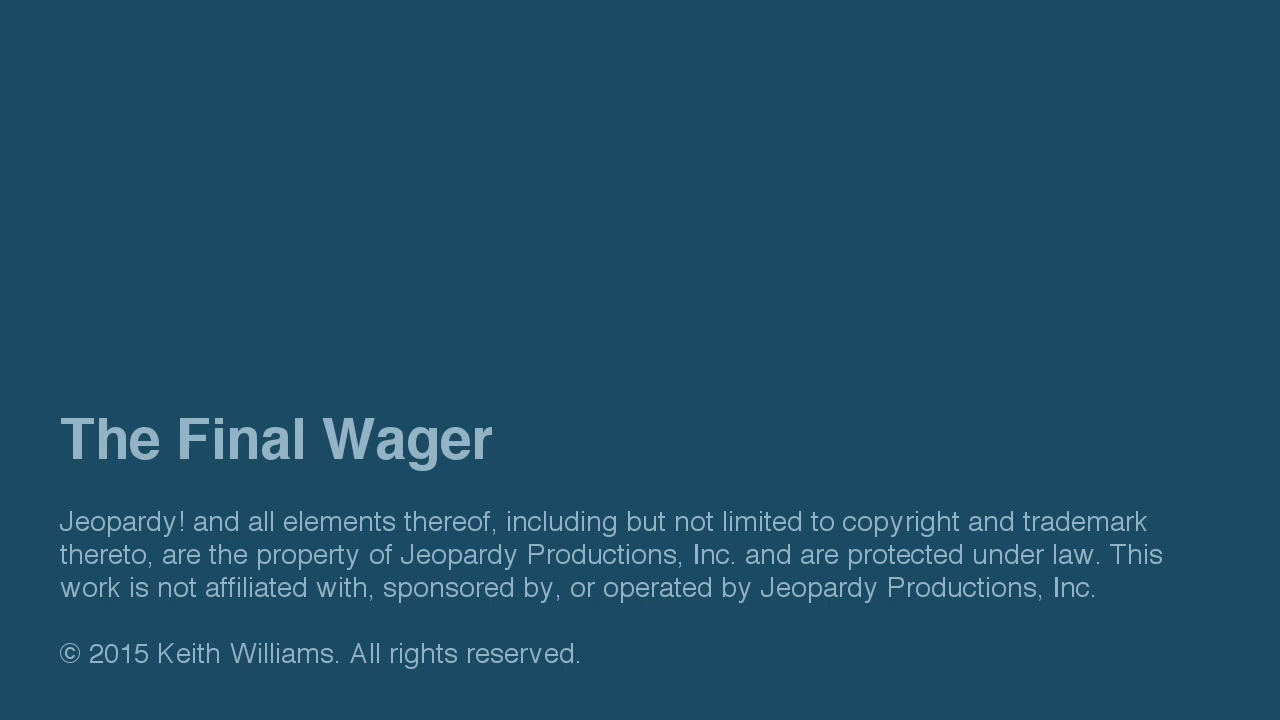 The Final Wager
Jeopardy! and all elements thereof, including but not limited to copyright and trademark
thereto, are the property of Jeopardy Productions, Inc. and are protected under law. This
work is not affiliated with, sponsored by, or operated by Jeopardy Productions, Inc.
© 2015 Keith Williams. All rights reserved.